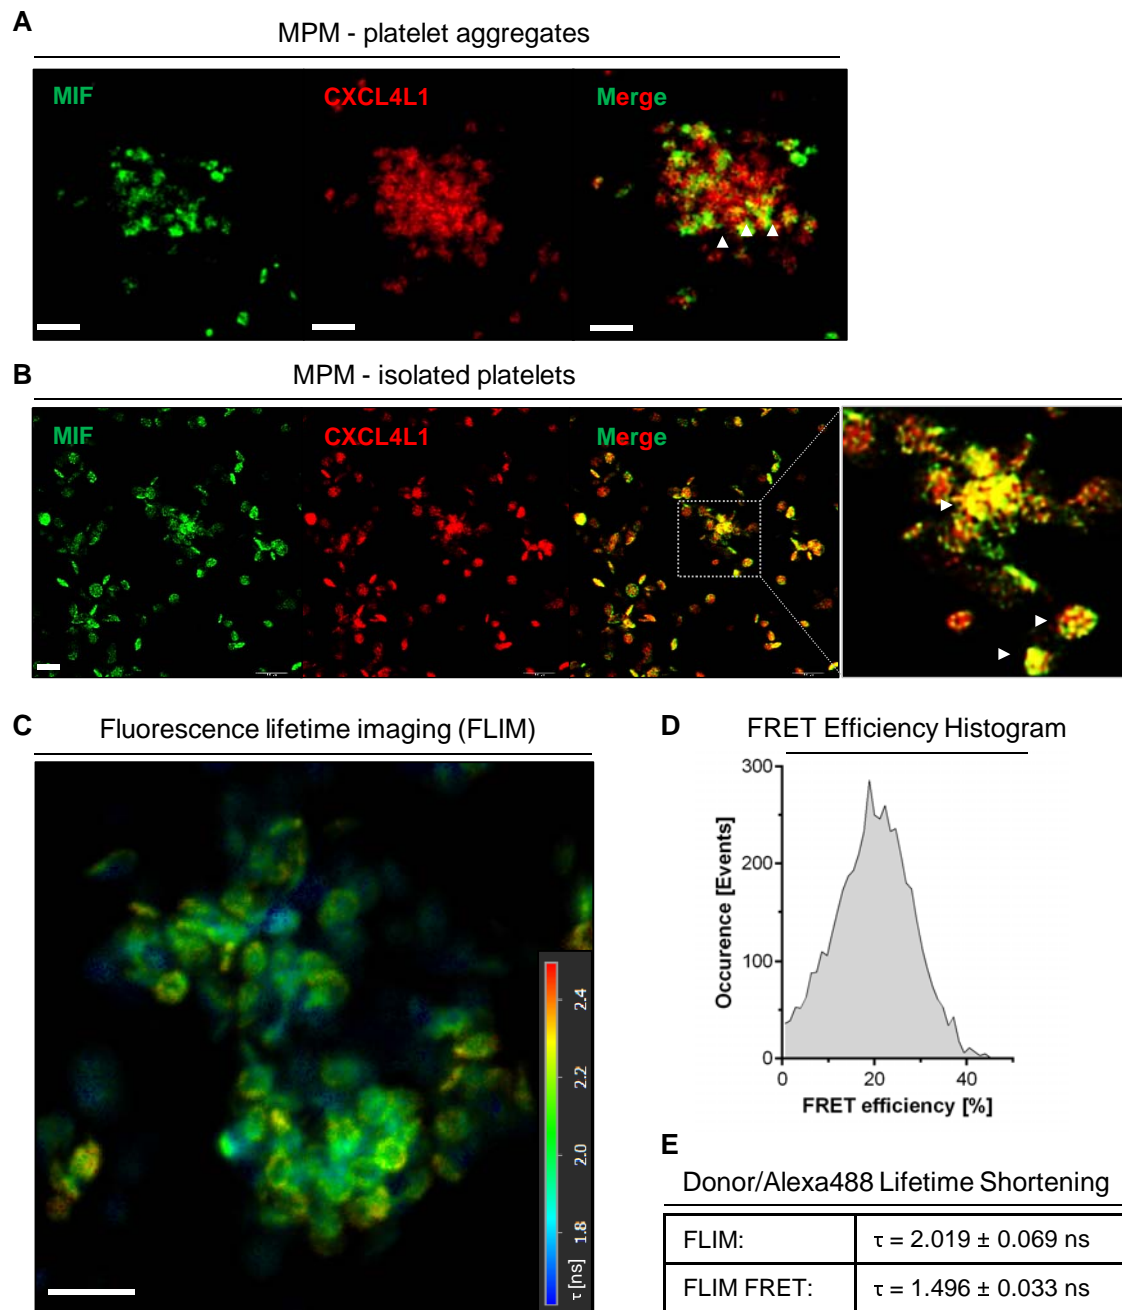 A
MPM - platelet aggregates
MIF
CXCL4L1
Merge
B
MPM - isolated platelets
MIF
CXCL4L1
Merge
C
Fluorescence lifetime imaging (FLIM)
2.4
2.2
2.0
1.8
τ [ns]
D
FRET Efficiency Histogram
300
200
100
0
Occurence [Events]
0
20
40
FRET efficiency [%]
E
Donor/Alexa488 Lifetime Shortening
FLIM: τ = 2.019 ± 0.069 ns
FLIM FRET: τ = 1.496 ± 0.033 ns